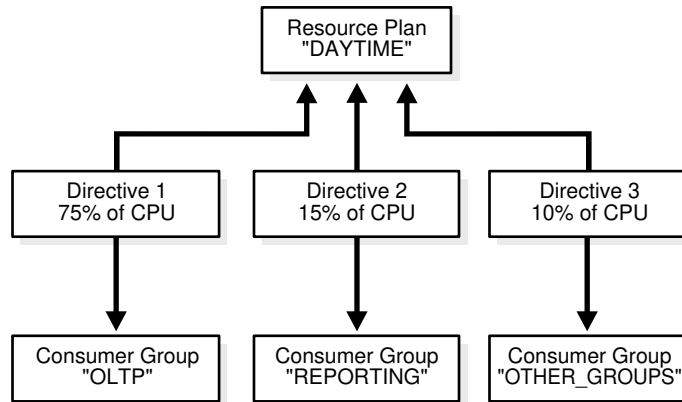 Resource Plan
"DAYTIME"
Directive 1
75% of CPU
Directive 2
15% of CPU
Directive 3
10% of CPU
Consumer Group
"OLTP"
Consumer Group
"REPORTING"
Consumer Group
"OTHER_GROUPS"